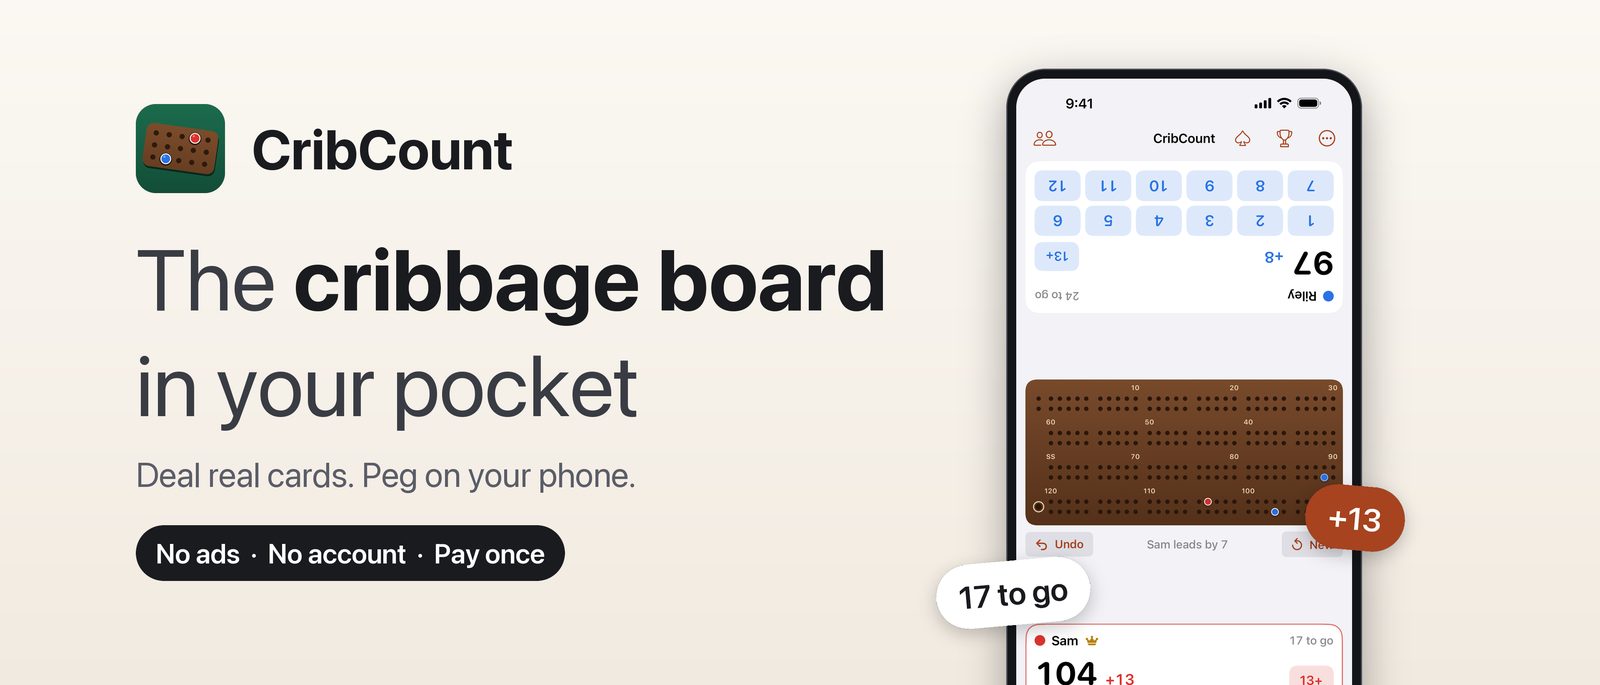 CribCount
The cribbage board
in your pocket
Deal real cards. Peg on your phone.
No ads · No account · Pay once
9:41
CribCount
12 11 10 9 8 7
6 5 4 3 2 1
13+ +8 97
24 to go Riley
10 20 30
60 50 40
SS 70 80 90
120 110 100
+13
Undo Sam leads by 7
17 to go
Sam 17 to go
104 +13 13+